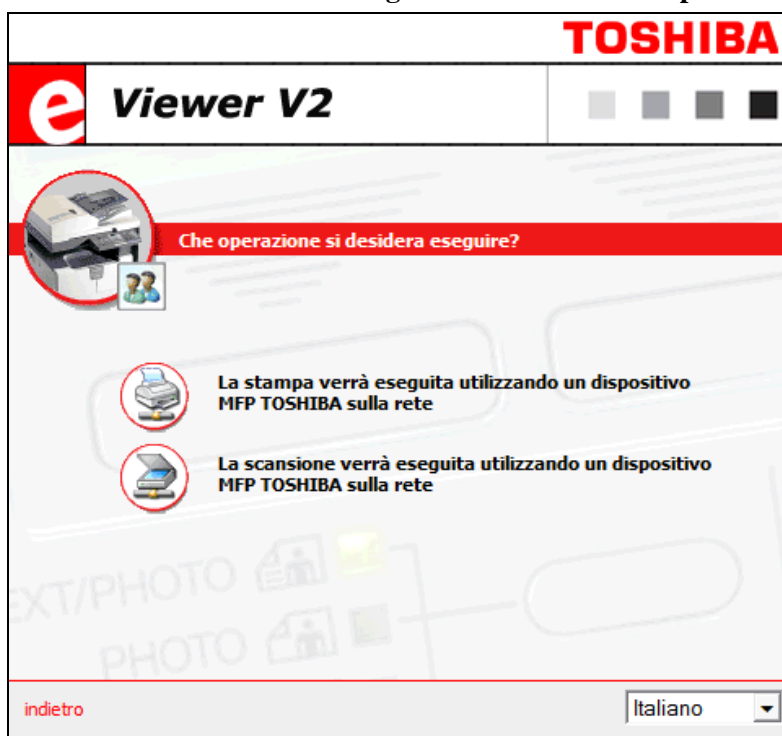 TOSHIBA
e Viewer V2
Che operazione si desidera eseguire?
La stampa verrà eseguita utilizzando un dispositivo
MFP TOSHIBA sulla rete
La scansione verrà eseguita utilizzando un dispositivo
MFP TOSHIBA sulla rete
EXT/PHOTO
PHOTO
indietro
Italiano